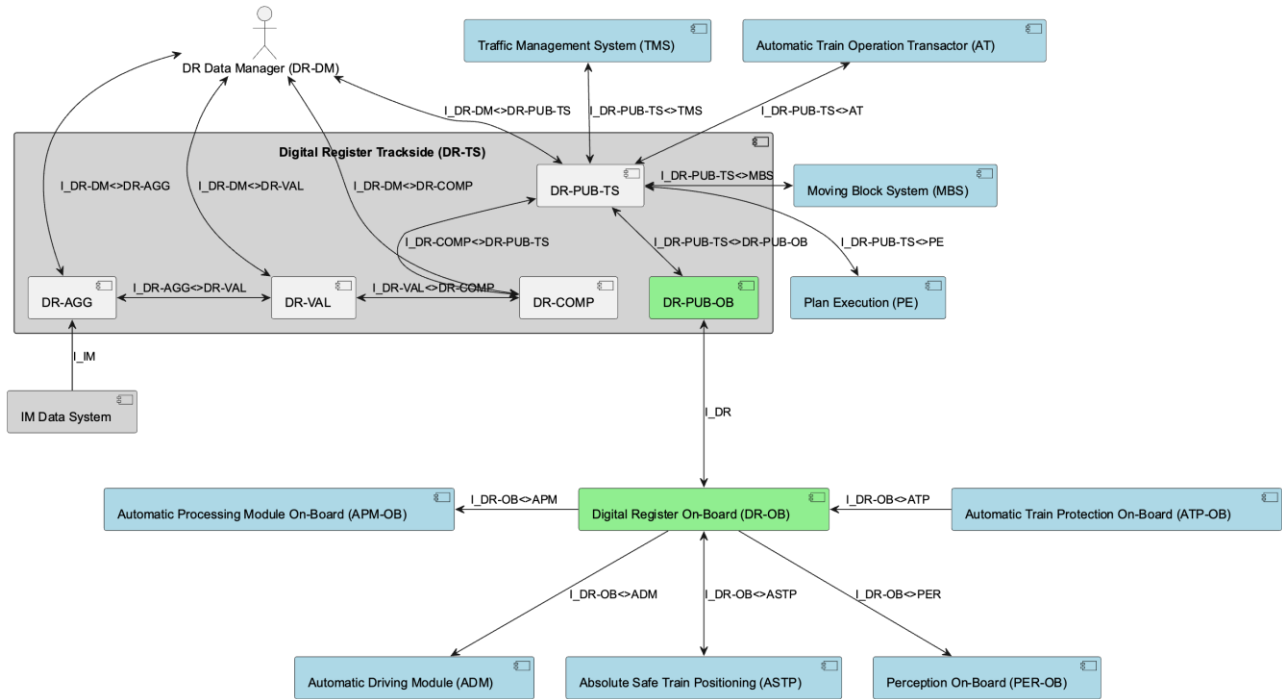 Traffic Management System (TMS)
Automatic Train Operation Transactor (AT)
DR Data Manager (DR-DM)
I_DR-DM<>DR-PUB-TS
I_DR-PUB-TS<>TMS
I_DR-PUB-TS<>AT
Digital Register Trackside (DR-TS)
I_DR-DM<>DR-AGG
I_DR-DM<>DR-VAL
I_DR-DM<>DR-COMP
DR-PUB-TS
I_DR-PUB-TS<>MBS
Moving Block System (MBS)
I_DR-COMP<>DR-PUB-TS
I_DR-PUB-TS<>DR-PUB-OB
I_DR-PUB-TS<>PE
DR-AGG
I_DR-AGG<>DR-VAL
DR-VAL
I_DR-VAL<>DR-COMP
DR-COMP
DR-PUB-OB
Plan Execution (PE)
I_IM
IM Data System
I_DR
Automatic Processing Module On-Board (APM-OB)
I_DR-OB<>APM
Digital Register On-Board (DR-OB)
I_DR-OB<>ATP
Automatic Train Protection On-Board (ATP-OB)
I_DR-OB<>ADM
I_DR-OB<>ASTP
I_DR-OB<>PER
Automatic Driving Module (ADM)
Absolute Safe Train Positioning (ASTP)
Perception On-Board (PER-OB)